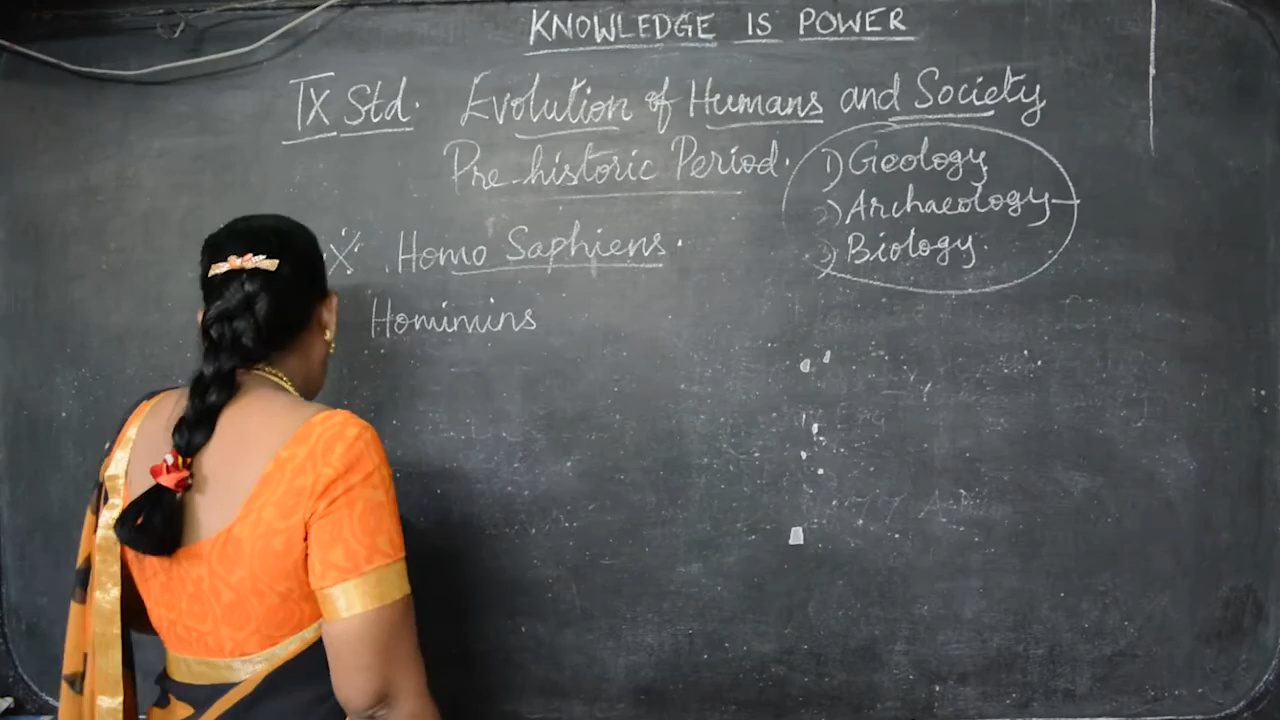 KNOWLEDGE IS POWER
IX Std. Evolution of Humans and Society
Pre-historic Period.
1) Geology
2) Archaeology
3) Biology.
Homo Saphiens.
Hominins